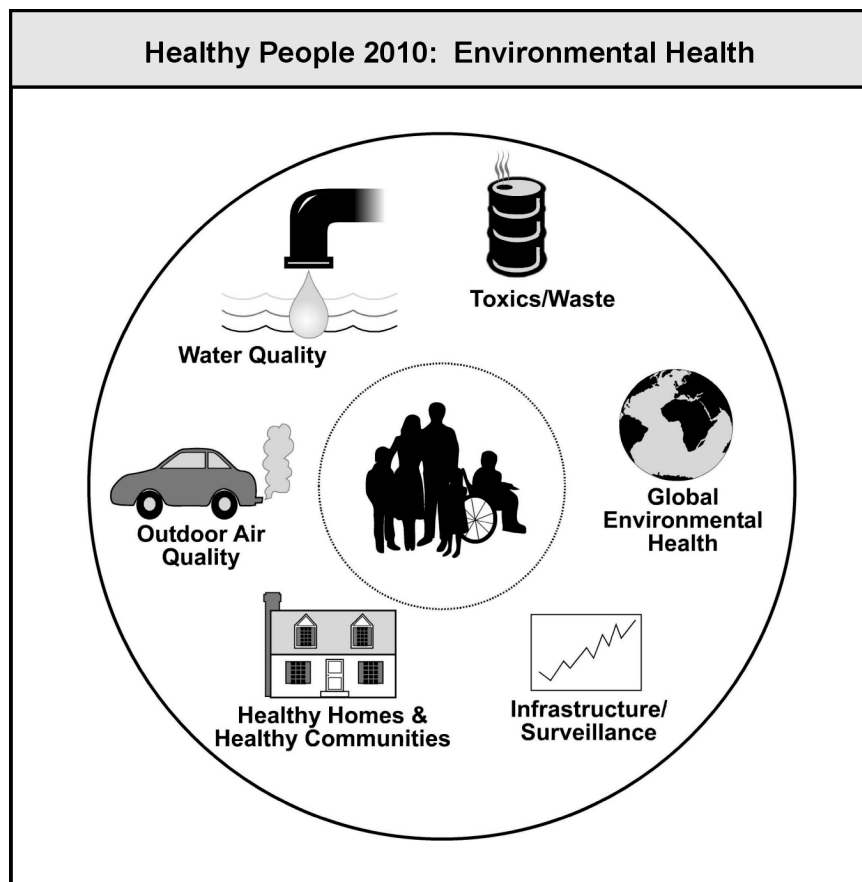 Healthy People 2010: Environmental Health
Toxics/Waste
Water Quality
Global
Environmental
Health
Outdoor Air
Quality
Healthy Homes &
Healthy Communities
Infrastructure/
Surveillance